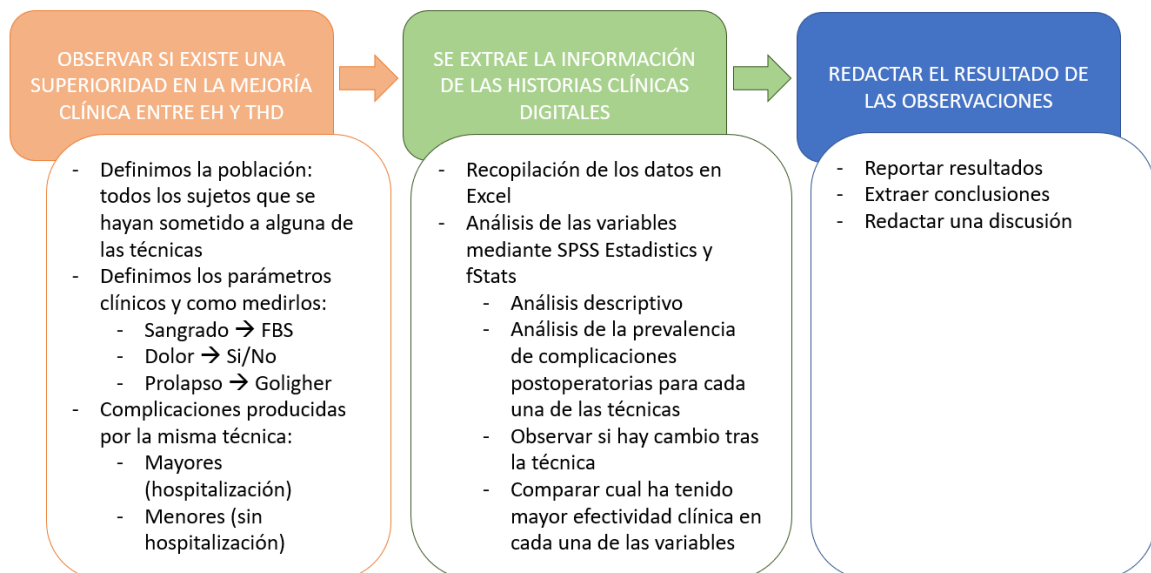 OBSERVAR SI EXISTE UNA
SUPERIORIDAD EN LA MEJORÍA
CLÍNICA ENTRE EH Y THD
- Definimos la población:
todos los sujetos que se
hayan sometido a alguna de
las técnicas
- Definimos los parámetros
clínicos y como medirlos:
- Sangrado → FBS
- Dolor → Si/No
- Prolapso → Goligher
- Complicaciones producidas
por la misma técnica:
- Mayores
(hospitalización)
- Menores (sin
hospitalización)
SE EXTRAE LA INFORMACIÓN
DE LAS HISTORIAS CLÍNICAS
DIGITALES
- Recopilación de los datos en
Excel
- Análisis de las variables
mediante SPSS Estadistics y
fStats
- Análisis descriptivo
- Análisis de la prevalencia
de complicaciones
postoperatorias para cada
una de las técnicas
- Observar si hay cambio tras
la técnica
- Comparar cual ha tenido
mayor efectividad clínica en
cada una de las variables
REDACTAR EL RESULTADO DE
LAS OBSERVACIONES
- Reportar resultados
- Extraer conclusiones
- Redactar una discusión